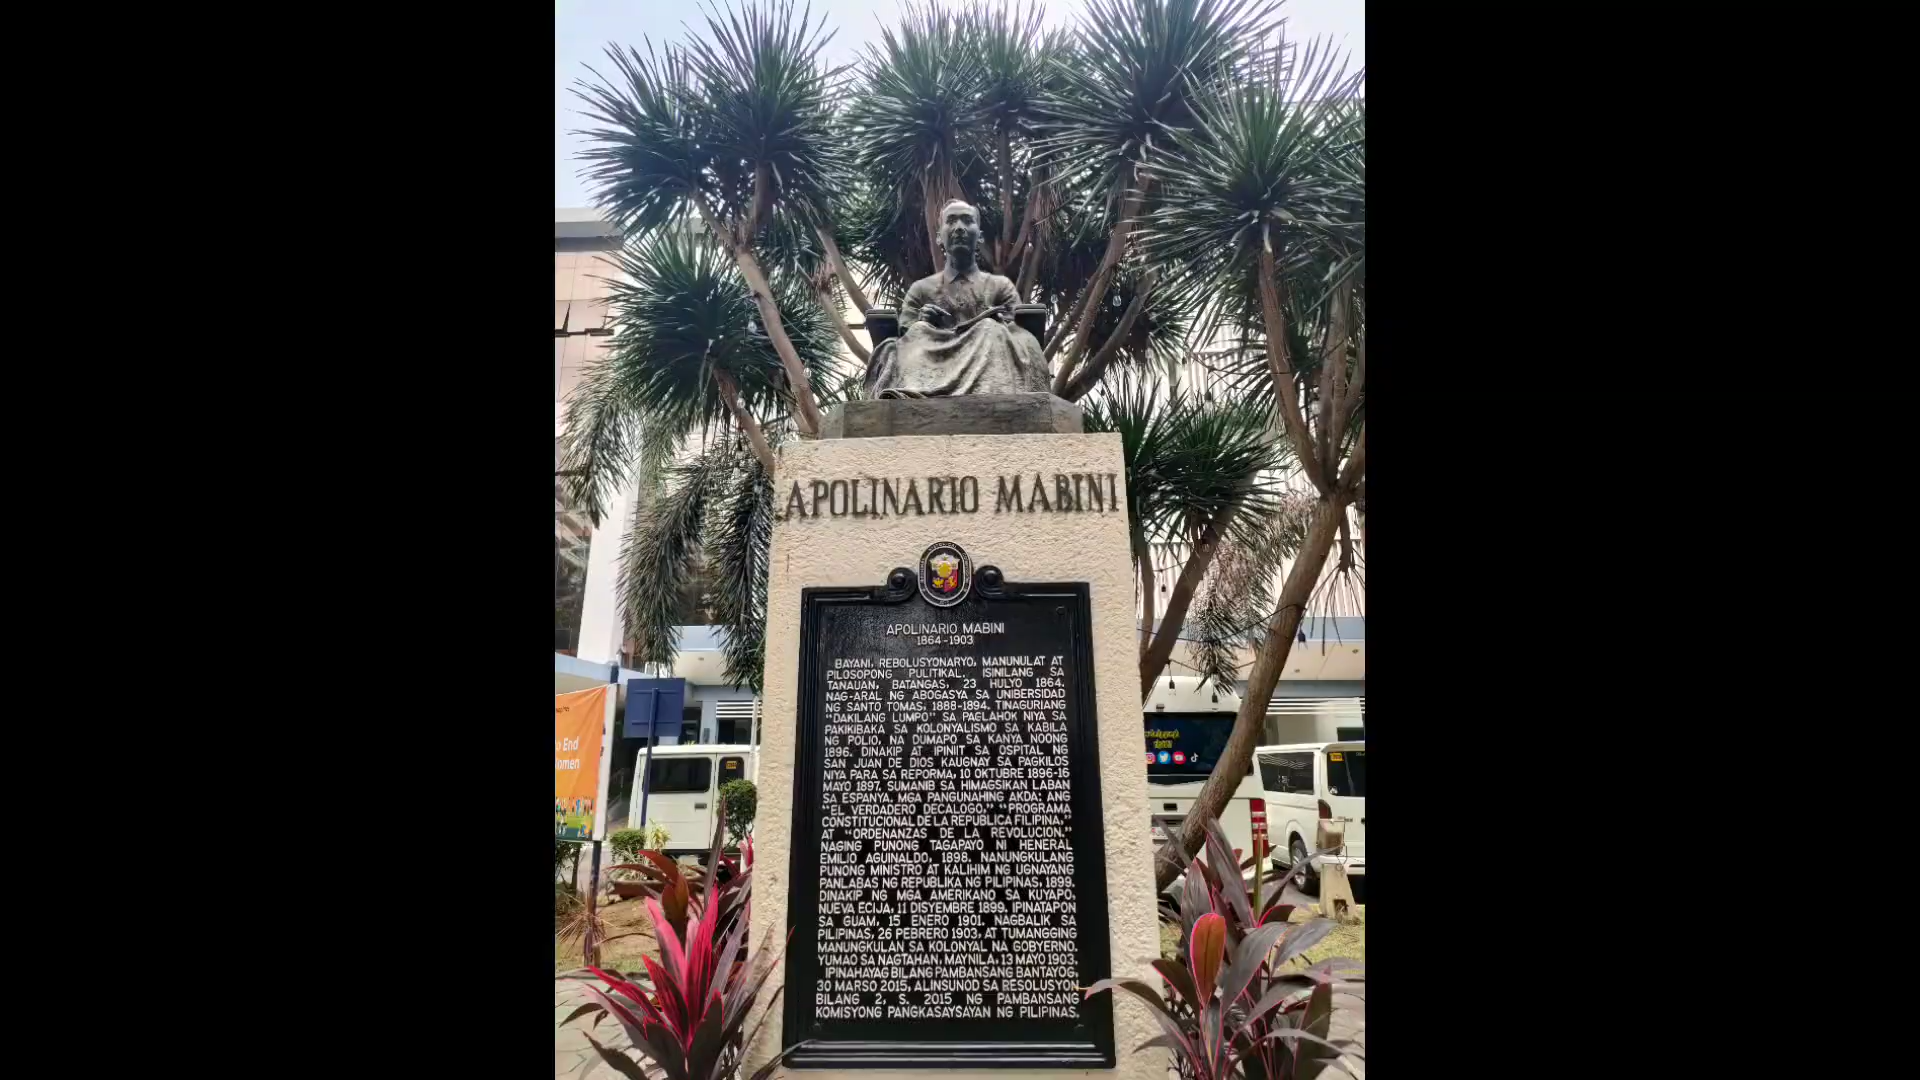 APOLINARIO MABINI
APOLINARIO MABINI
1864-1903
BAYANI, REBOLUSYONARYO, MANUNULAT AT
PILOSOPONG PULITIKAL. ISINILANG SA
TANAUAN, BATANGAS, 23 HULYO 1864.
NAG-ARAL NG ABOGASYA SA UNIBERSIDAD
NG SANTO TOMAS, 1888-1894. TINAGURIANG
“DAKILANG LUMPO” SA PAGLAHOK NIYA SA
PAKIKIBAKA SA KOLONYALISMO SA KABILA
NG POLIO, NA DUMAPO SA KANYA NOONG
1896. DINAKIP AT IPINIIT SA OSPITAL NG
SAN JUAN DE DIOS KAUGNAY SA PAGKILOS
NIYA PARA SA REPORMA, 10 OKTUBRE 1896-16
MAYO 1897. SUMANIB SA HIMAGSIKAN LABAN
SA ESPANYA. MGA PANGUNAHING AKDA: ANG
“EL VERDADERO DECALOGO,” “PROGRAMA
CONSTITUCIONAL DE LA REPUBLICA FILIPINA,”
AT “ORDENANZAS DE LA REVOLUCION.”
NAGING PUNONG TAGAPAYO NI HENERAL
EMILIO AGUINALDO, 1898. NANUNGKULANG
PUNONG MINISTRO AT KALIHIM NG UGNAYANG
PANLABAS NG REPUBLIKA NG PILIPINAS, 1899.
DINAKIP NG MGA AMERIKANO SA KUYAPO,
NUEVA ECIJA, 11 DISYEMBRE 1899. IPINATAPON
SA GUAM, 15 ENERO 1901. NAGBALIK SA
PILIPINAS, 26 PEBRERO 1903, AT TUMANGGING
MANUNGKULAN SA KOLONYAL NA GOBYERNO.
YUMAO SA NAGTAHAN, MAYNILA, 13 MAYO 1903.
IPINAHAYAG BILANG PAMBANSANG BANTAYOG,
30 MARSO 2015, ALINSUNOD SA RESOLUSYON
BILANG 2, S. 2015 NG PAMBANSANG
KOMISYONG PANGKASAYSAYAN NG PILIPINAS.
End